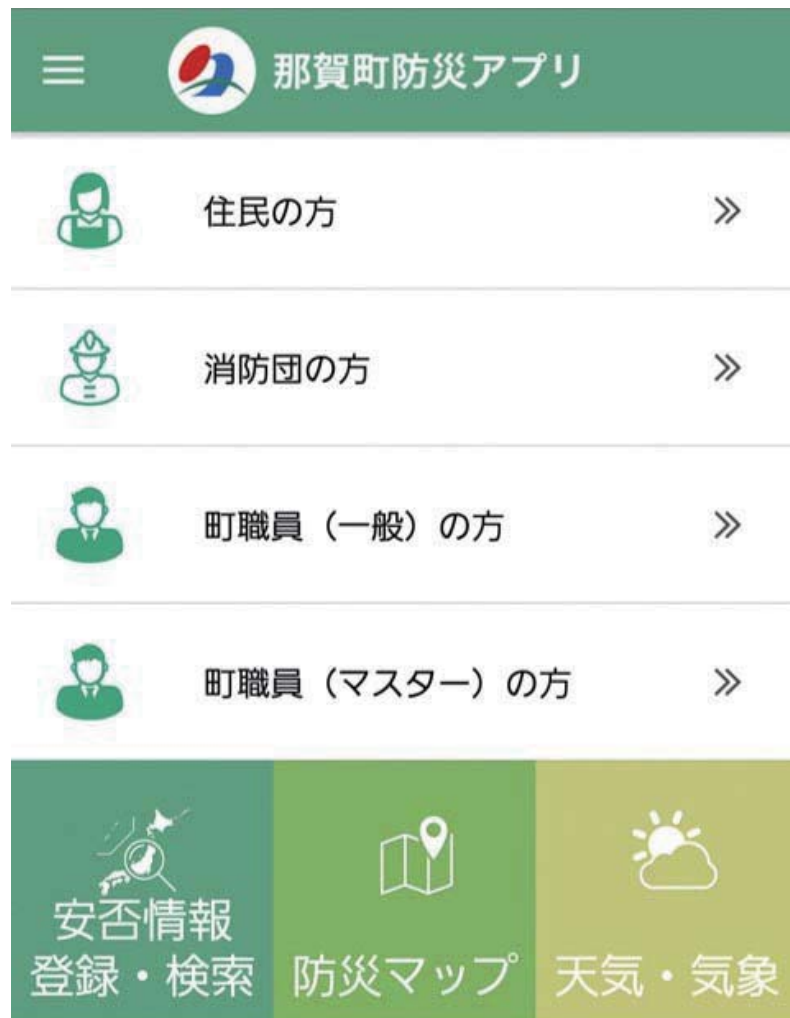 那賀町防災アプリ
住民の方
消防団の方
町職員（一般）の方
町職員（マスター）の方
安否情報
登録・検索
防災マップ
天気・気象